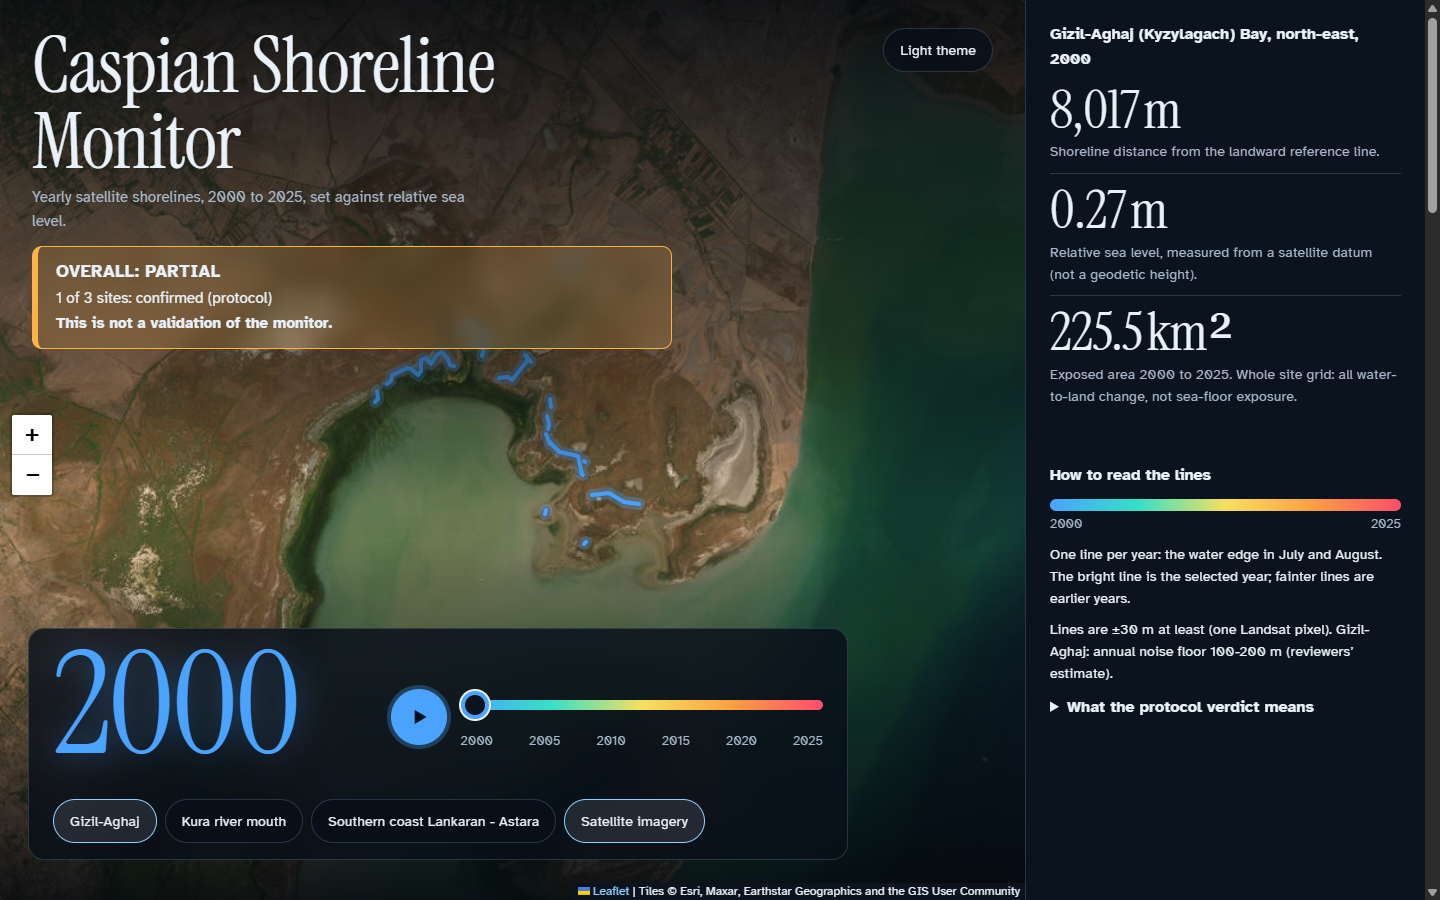 Caspian Shoreline
Monitor
Yearly satellite shorelines, 2000 to 2025, set against relative sea
level.
OVERALL: PARTIAL
1 of 3 sites: confirmed (protocol)
This is not a validation of the monitor.
Light theme
+
−
2000
2000 2005 2010 2015 2020 2025
Gizil-Aghaj
Kura river mouth
Southern coast Lankaran - Astara
Satellite imagery
Leaflet | Tiles © Esri, Maxar, Earthstar Geographics and the GIS User Community
Gizil-Aghaj (Kyzylagach) Bay, north-east,
2000
8,017 m
Shoreline distance from the landward reference line.
0.27 m
Relative sea level, measured from a satellite datum
(not a geodetic height).
225.5 km²
Exposed area 2000 to 2025. Whole site grid: all water-
to-land change, not sea-floor exposure.
How to read the lines
2000 2025
One line per year: the water edge in July and August.
The bright line is the selected year; fainter lines are
earlier years.
Lines are ±30 m at least (one Landsat pixel). Gizil-
Aghaj: annual noise floor 100-200 m (reviewers’
estimate).
What the protocol verdict means